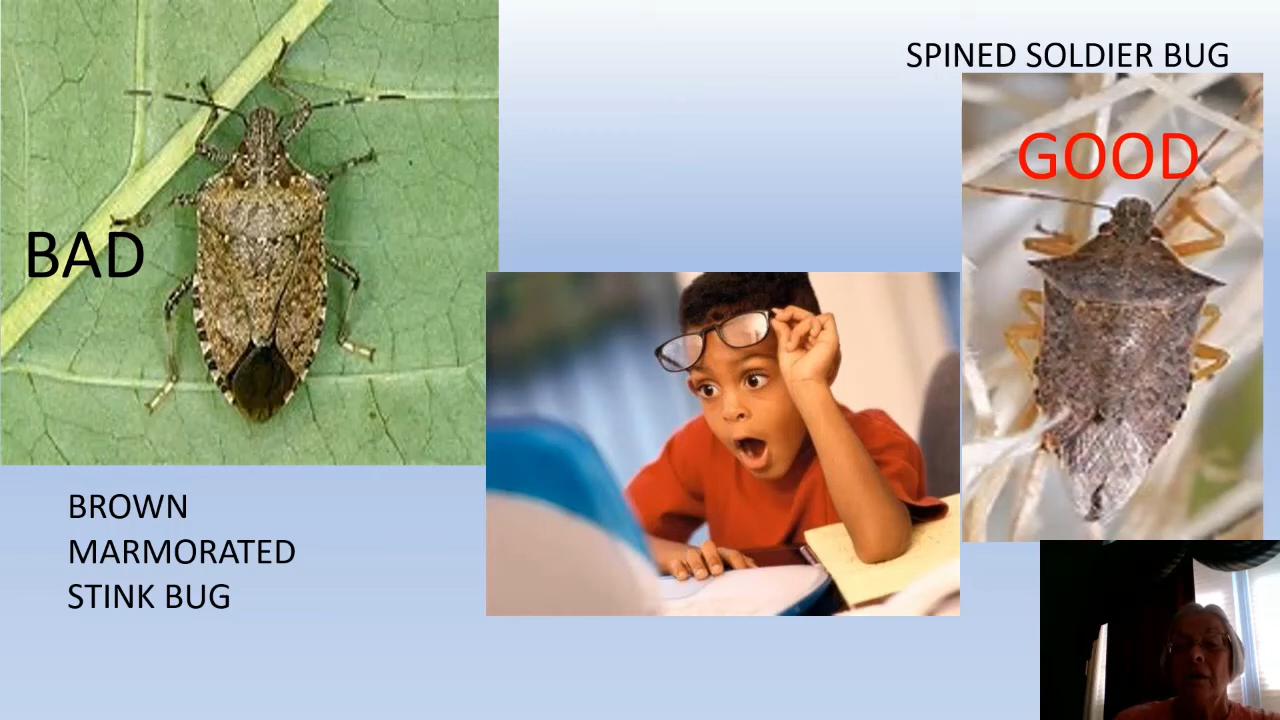 SPINED SOLDIER BUG
GOOD
BAD
BROWN
MARMORATED
STINK BUG